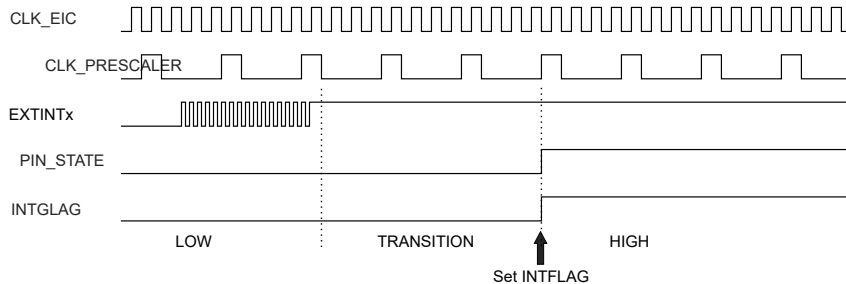 CLK_EIC
CLK_PRESCALER
EXTINTx
PIN_STATE
INTGLAG
LOW TRANSITION HIGH
Set INTFLAG